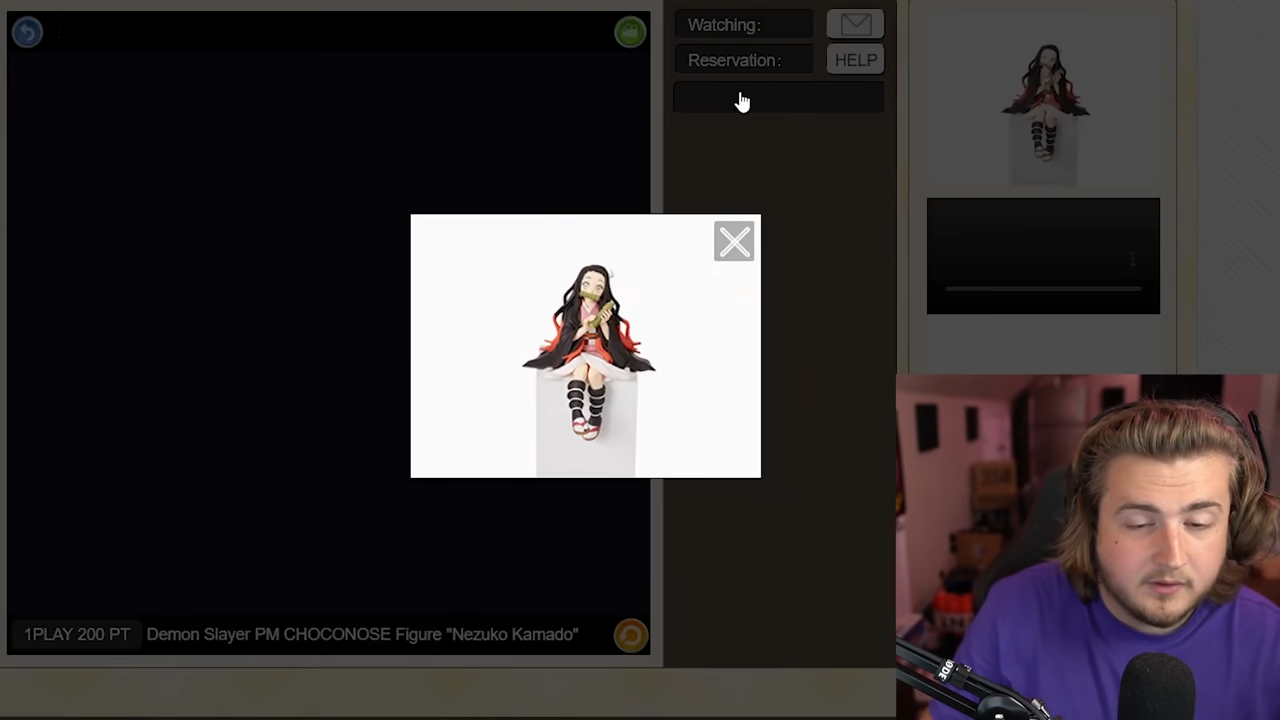 Watching:
Reservation:
HELP
1PLAY 200 PT
Demon Slayer PM CHOCONOSE Figure "Nezuko Kamado"